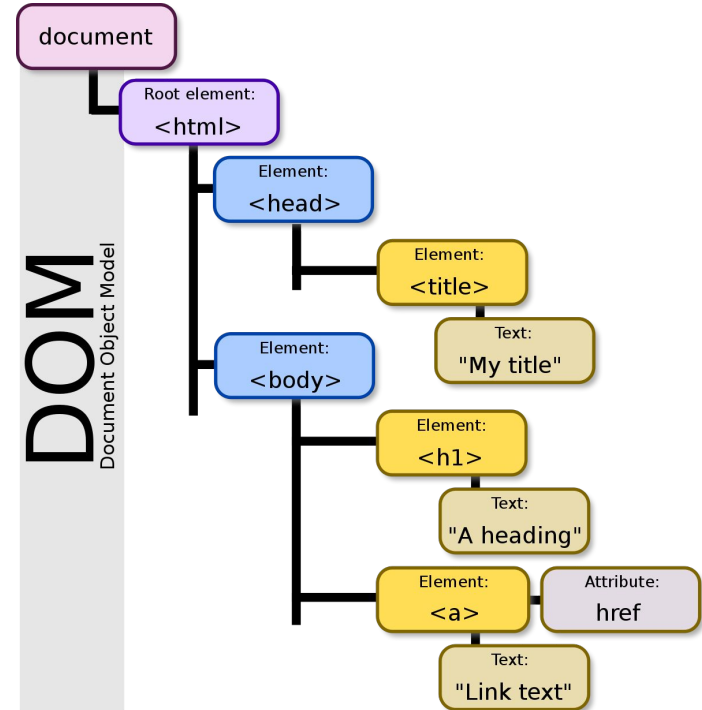 document
Root element:
<html>
Element:
<head>
Element:
<title>
Text:
"My title"
Element:
<body>
Element:
<h1>
Text:
"A heading"
Element:
<a>
Attribute:
href
Text:
"Link text"
DOM
Document Object Model